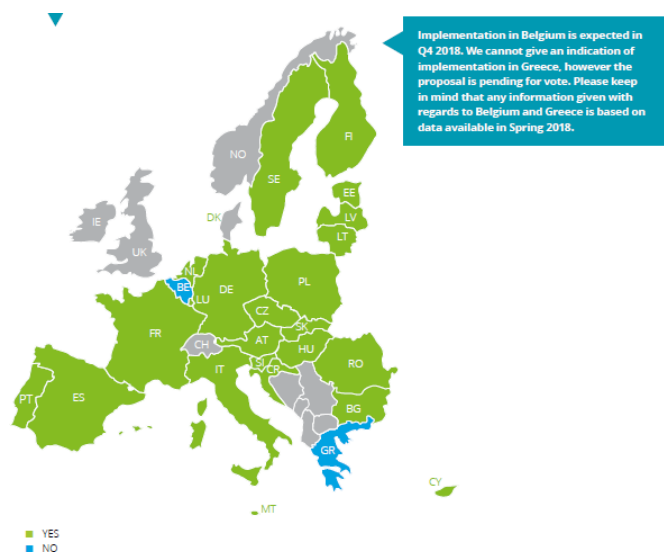 Implementation in Belgium is expected in
Q4 2018. We cannot give an indication of
implementation in Greece, however the
proposal is pending for vote. Please keep
in mind that any information given with
regards to Belgium and Greece is based on
data available in Spring 2018.
FI
NO
SE
EE
DK
LV
IE
LT
UK
NL
BE
DE
PL
LU
CZ
FR
SK
CH
AT
HU
SI
CR
IT
RO
PT
ES
BG
GR
CY
MT
YES
NO